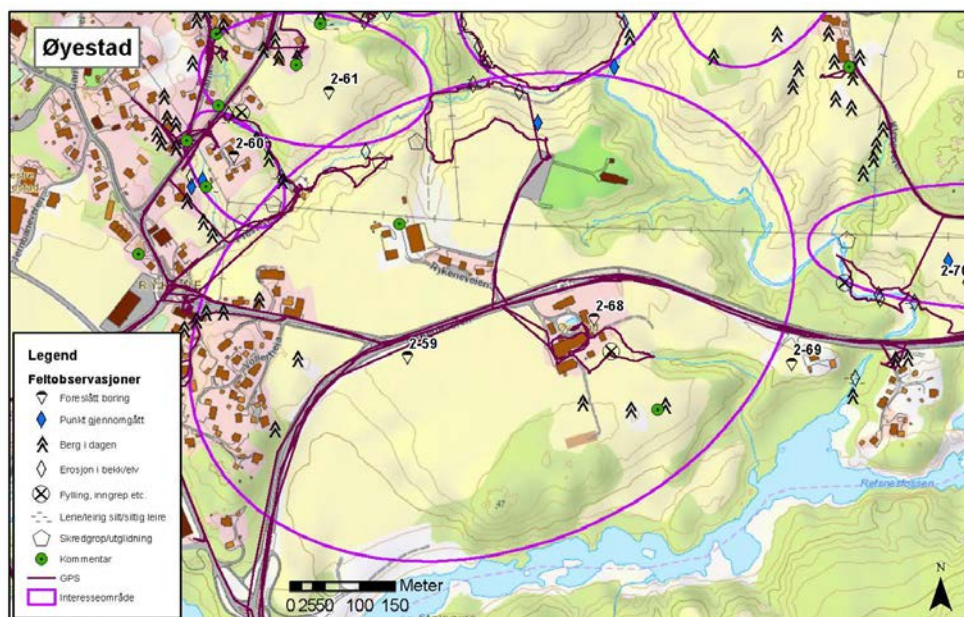 Øyestad
2-61
2-60
Rykeneveien
2-68
2-59
2-69
2-70
47
Refsnesfossen
Legend
Feltobservasjoner
Foreslått boring
Punkt gjennomgått
Berg i dagen
Erosjon i bekk/elv
Fylling, inngrep etc.
Leire/leirig silt/siltig leire
Skredgrop/utglidning
Kommentar
GPS
Interesseområde
Meter
0 25 50 100 150
N